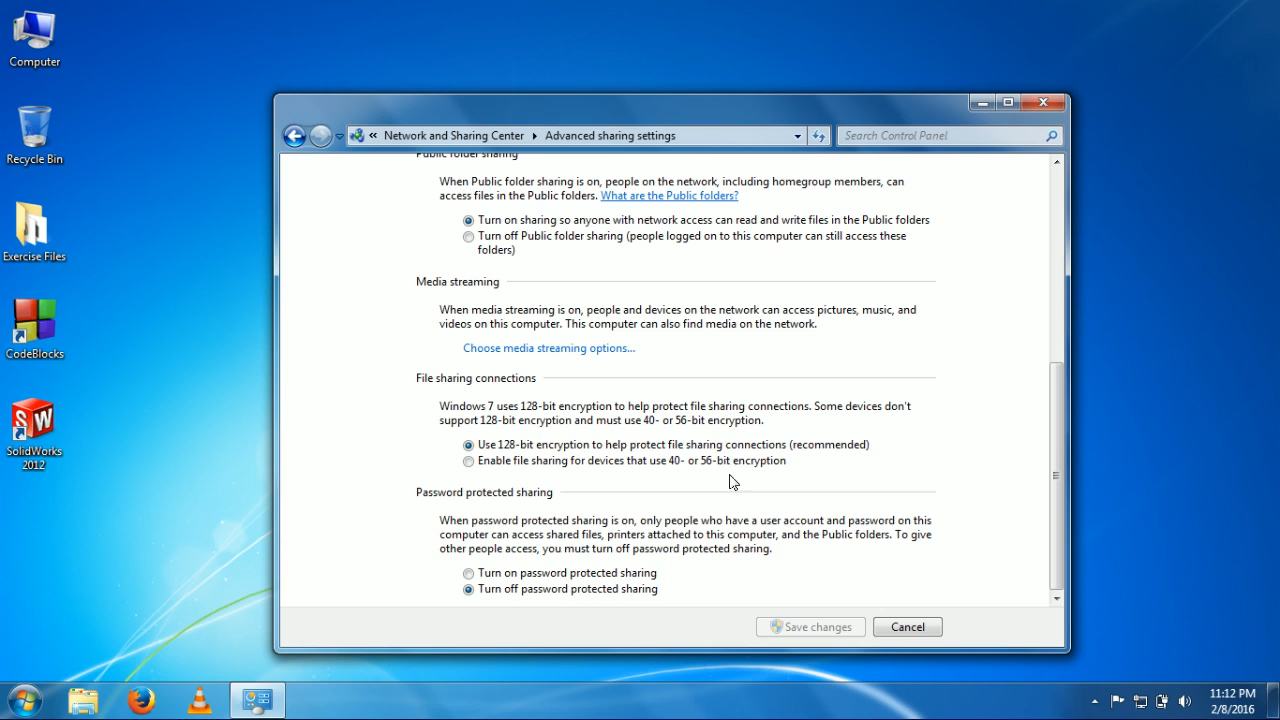 Computer
Recycle Bin
Exercise Files
CodeBlocks
SolidWorks
2012
« Network and Sharing Center
Advanced sharing settings
Search Control Panel
Public folder sharing
When Public folder sharing is on, people on the network, including homegroup members, can
access files in the Public folders. What are the Public folders?
Turn on sharing so anyone with network access can read and write files in the Public folders
Turn off Public folder sharing (people logged on to this computer can still access these
folders)
Media streaming
When media streaming is on, people and devices on the network can access pictures, music, and
videos on this computer. This computer can also find media on the network.
Choose media streaming options...
File sharing connections
Windows 7 uses 128-bit encryption to help protect file sharing connections. Some devices don't
support 128-bit encryption and must use 40- or 56-bit encryption.
Use 128-bit encryption to help protect file sharing connections (recommended)
Enable file sharing for devices that use 40- or 56-bit encryption
Password protected sharing
When password protected sharing is on, only people who have a user account and password on this
computer can access shared files, printers attached to this computer, and the Public folders. To give
other people access, you must turn off password protected sharing.
Turn on password protected sharing
Turn off password protected sharing
Save changes
Cancel
SW
11:12 PM
2/8/2016